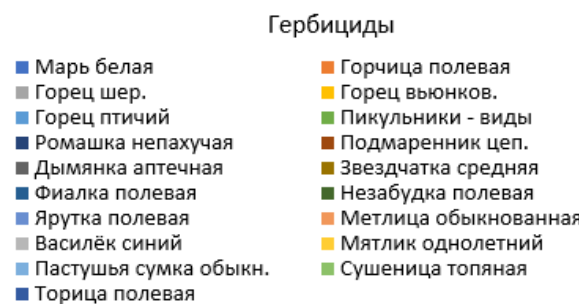 Гербициды
Марь белая
Горчица полевая
Горец шер.
Горец вьюнков.
Горец птичий
Пикульники - виды
Ромашка непахучая
Подмаренник цеп.
Дымянка аптечная
Звездчатка средняя
Фиалка полевая
Незабудка полевая
Ярутка полевая
Метлица обыкнованная
Василёк синий
Мятлик однолетний
Пастушья сумка обыкн.
Сушеница топяная
Торица полевая